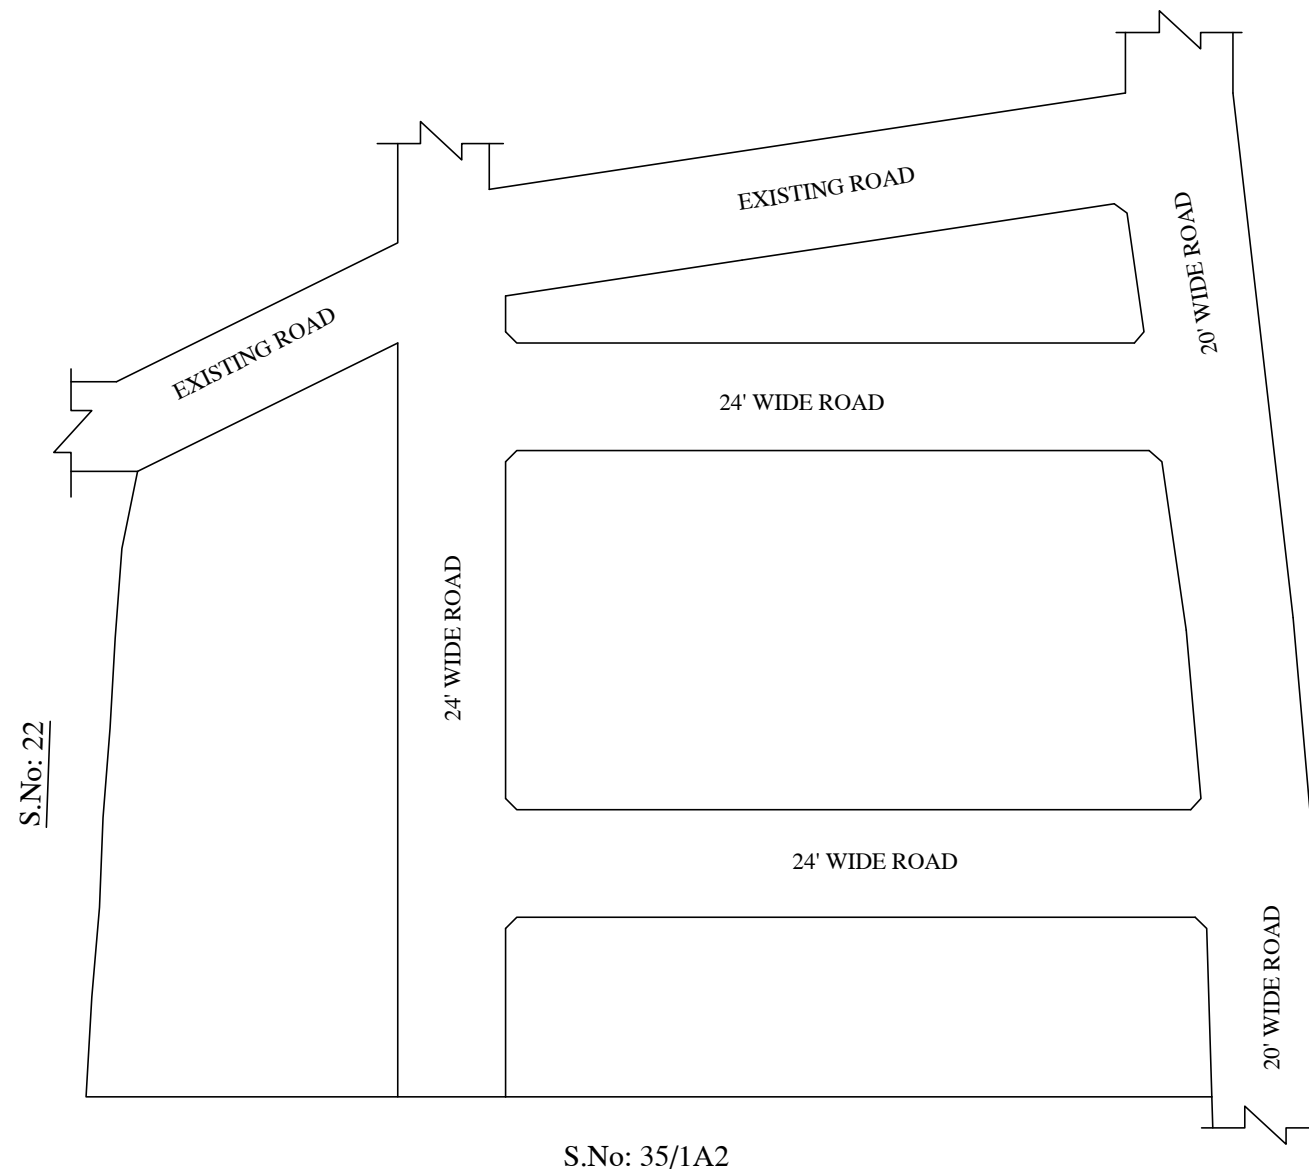 EXISTING ROAD
20' WIDE ROAD
EXISTING ROAD
24' WIDE ROAD
24' WIDE ROAD
S.No: 22
24' WIDE ROAD
20' WIDE ROAD
S.No: 35/1A2